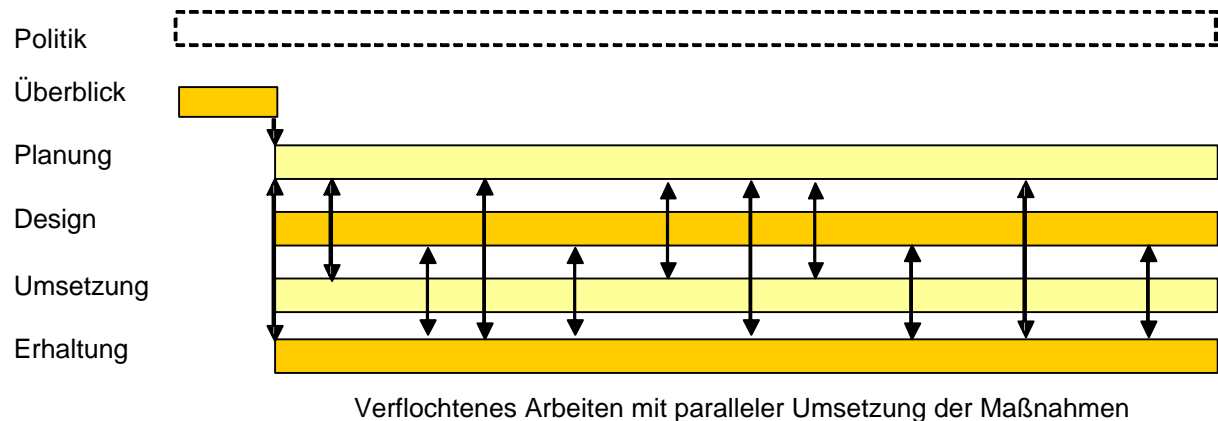 Politik
Überblick
Planung
Design
Umsetzung
Erhaltung
Verflochtenes Arbeiten mit paralleler Umsetzung der Maßnahmen